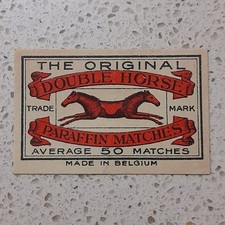 THE ORIGINAL
DOUBLE HORSE
TRADE MARK
PARAFFIN MATCHES
AVERAGE 50 MATCHES
MADE IN BELGIUM